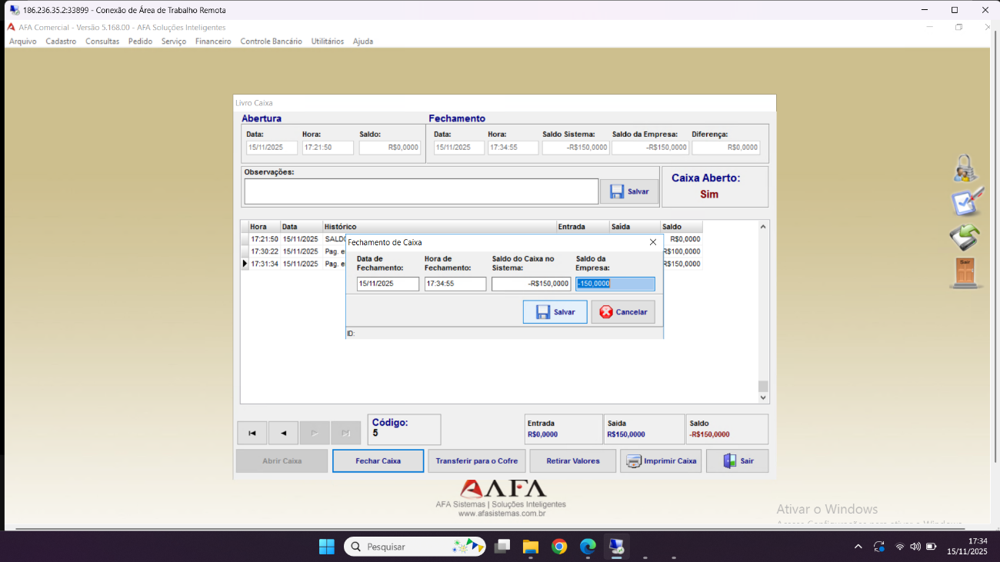 186.236.35.2:33899 - Conexão de Área de Trabalho Remota
AFA Comercial - Versão 5.168.00 - AFA Soluções Inteligentes
Arquivo Cadastro Consultas Pedido Serviço Financeiro Controle Bancário Utilitários Ajuda
Livro Caixa
Abertura Fechamento
Data: Hora: Saldo: Data: Hora: Saldo Sistema: Saldo da Empresa: Diferença:
15/11/2025 17:21:50 R$0,0000 15/11/2025 17:34:55 -R$150,0000 -R$150,0000 R$0,0000
Observações:
Salvar
Caixa Aberto:
Sim
Hora Data Histórico Entrada Saída Saldo
17:21:50 15/11/2025 SALDO R$0,0000
17:30:22 15/11/2025 Pag. R$100,0000
17:31:34 15/11/2025 Pag. R$150,0000
Fechamento de Caixa
Data de Fechamento: Hora de Fechamento: Saldo do Caixa no Sistema: Saldo da Empresa:
15/11/2025 17:34:55 -R$150,0000 -150,0000
Salvar Cancelar
ID:
Código:
5
Entrada Saída Saldo
R$0,0000 R$150,0000 -R$150,0000
Abrir Caixa Fechar Caixa Transferir para o Cofre Retirar Valores Imprimir Caixa Sair
Sair
AFA
AFA Sistemas | Soluções Inteligentes
www.afasistemas.com.br
Ativar o Windows
Pesquisar
17:34
15/11/2025